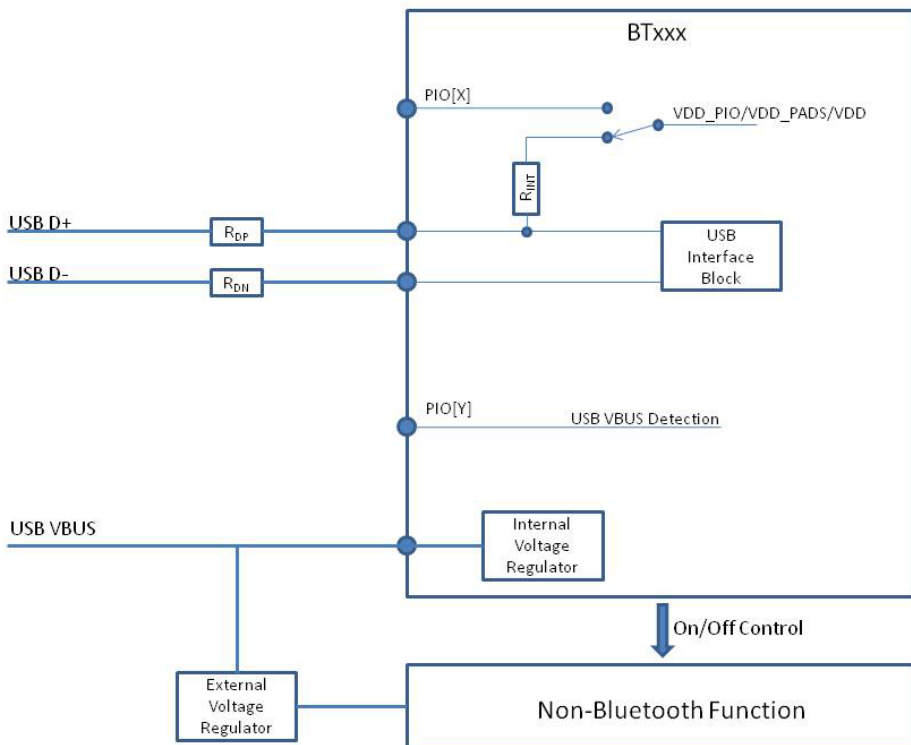 BTxxx
PIO[X]
VDD_PIO/VDD_PADS/VDD
RINT
USB D+
RDP
USB
Interface
Block
USB D-
RDN
PIO[Y]
USB VBUS Detection
USB VBUS
Internal
Voltage
Regulator
On/Off Control
External
Voltage
Regulator
Non-Bluetooth Function